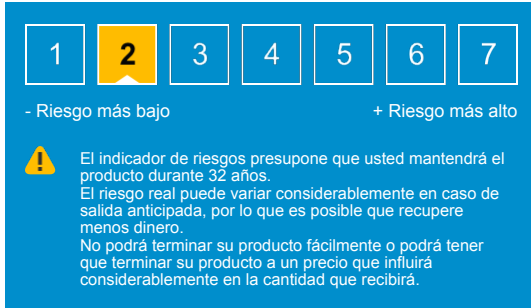 1 2 3 4 5 6 7
- Riesgo más bajo + Riesgo más alto
El indicador de riesgos presupone que usted mantendrá el
producto durante 32 años.
El riesgo real puede variar considerablemente en caso de
salida anticipada, por lo que es posible que recupere
menos dinero.
No podrá terminar su producto fácilmente o podrá tener
que terminar su producto a un precio que influirá
considerablemente en la cantidad que recibirá.